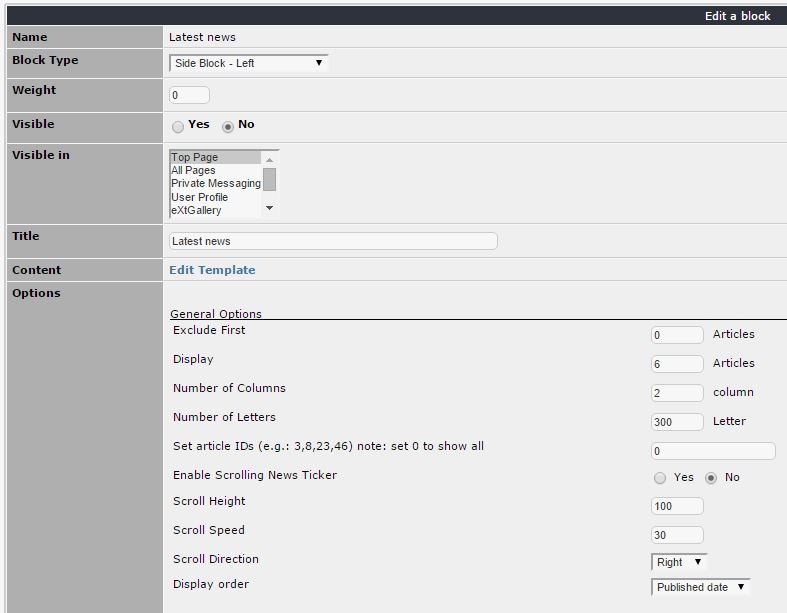 Edit a block
Name Latest news
Block Type Side Block - Left
Weight 0
Visible Yes No
Visible in Top Page
All Pages
Private Messaging
User Profile
eXtGallery
Title Latest news
Content Edit Template
Options
General Options
Exclude First 0 Articles
Display 6 Articles
Number of Columns 2 column
Number of Letters 300 Letter
Set article IDs (e.g.: 3,8,23,46) note: set 0 to show all 0
Enable Scrolling News Ticker Yes No
Scroll Height 100
Scroll Speed 30
Scroll Direction Right
Display order Published date